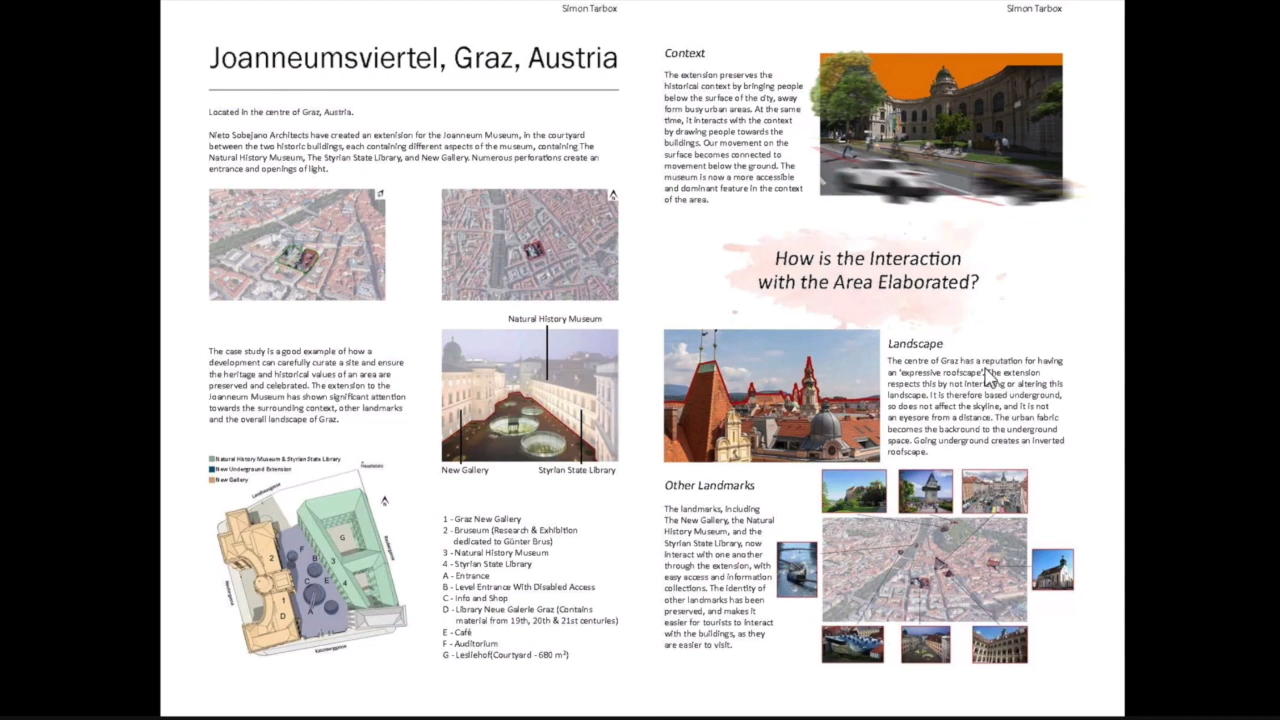 Simon Tarbox
Joanneumsviertel, Graz, Austria
Located in the centre of Graz, Austria.
Nieto Sobejano Architects have created an extenision for the Joanneum Museum, in the courtyard
between the two historic buildings, each containing different aspects of the museum, containing The
Natural History Museum, The Styrian State Library, and New Gallery. Numerous perforations create an
entrance and openings of light.
Natural History Museum
The case study is a good example of how a
development can carefully curate a site and ensure
the heritage and historical values of an area are
preserved and celebrated. The extension to the
Joanneum Museum has shown significant attention
towards the surrounding context, other landmarks
and the overall landscape of Graz.
New Gallery
Styrian State Library
Natural History Museum & Styrian State Library
New Underground Extension
New Gallery
Hauptplatz
Landhausgasse
Raubergasse
Neutorgasse
Kalchberggasse
N
2
F
B
3
G
C
E
4
A
1
D
1 - Graz New Gallery
2 - Bruseum (Research & Exhibition
dedicated to Günter Brus)
3 - Natural History Museum
4 - Styrian State Library
A - Entrance
B - Level Entrance With Disabled Access
C - Info and Shop
D - Library Neue Galerie Graz (Contains
material from 19th, 20th & 21st centuries)
E - Café
F - Auditorium
G - Lesliehof(Courtyard - 680 m²)
Simon Tarbox
Context
The extension preserves the
historical context by bringing people
below the surface of the city, away
form busy urban areas. At the same
time, it interacts with the context
by drawing people towards the
buildings. Our movement on the
surface becomes connected to
movement below the ground. The
museum is now a more accessible
and dominant feature in the context
of the area.
How is the Interaction
with the Area Elaborated?
Landscape
The centre of Graz has a reputation for having
an 'expressive roofscape'. The extension
respects this by not or altering this
landscape. It is therefore based underground,
so does not affect the skyline, and it is not
an eyesore from a distance. The urban fabric
becomes the backround to the underground
space. Going underground creates an inverted
roofscape.
Other Landmarks
The landmarks, including
The New Gallery, the Natural
History Museum, and the
Styrian State Library, now
interact with one another
through the extension, with
easy access and information
collections. The identity of
other landmarks has been
preserved, and makes it
easier for tourists to interact
with the buildings, as they
are easier to visit.